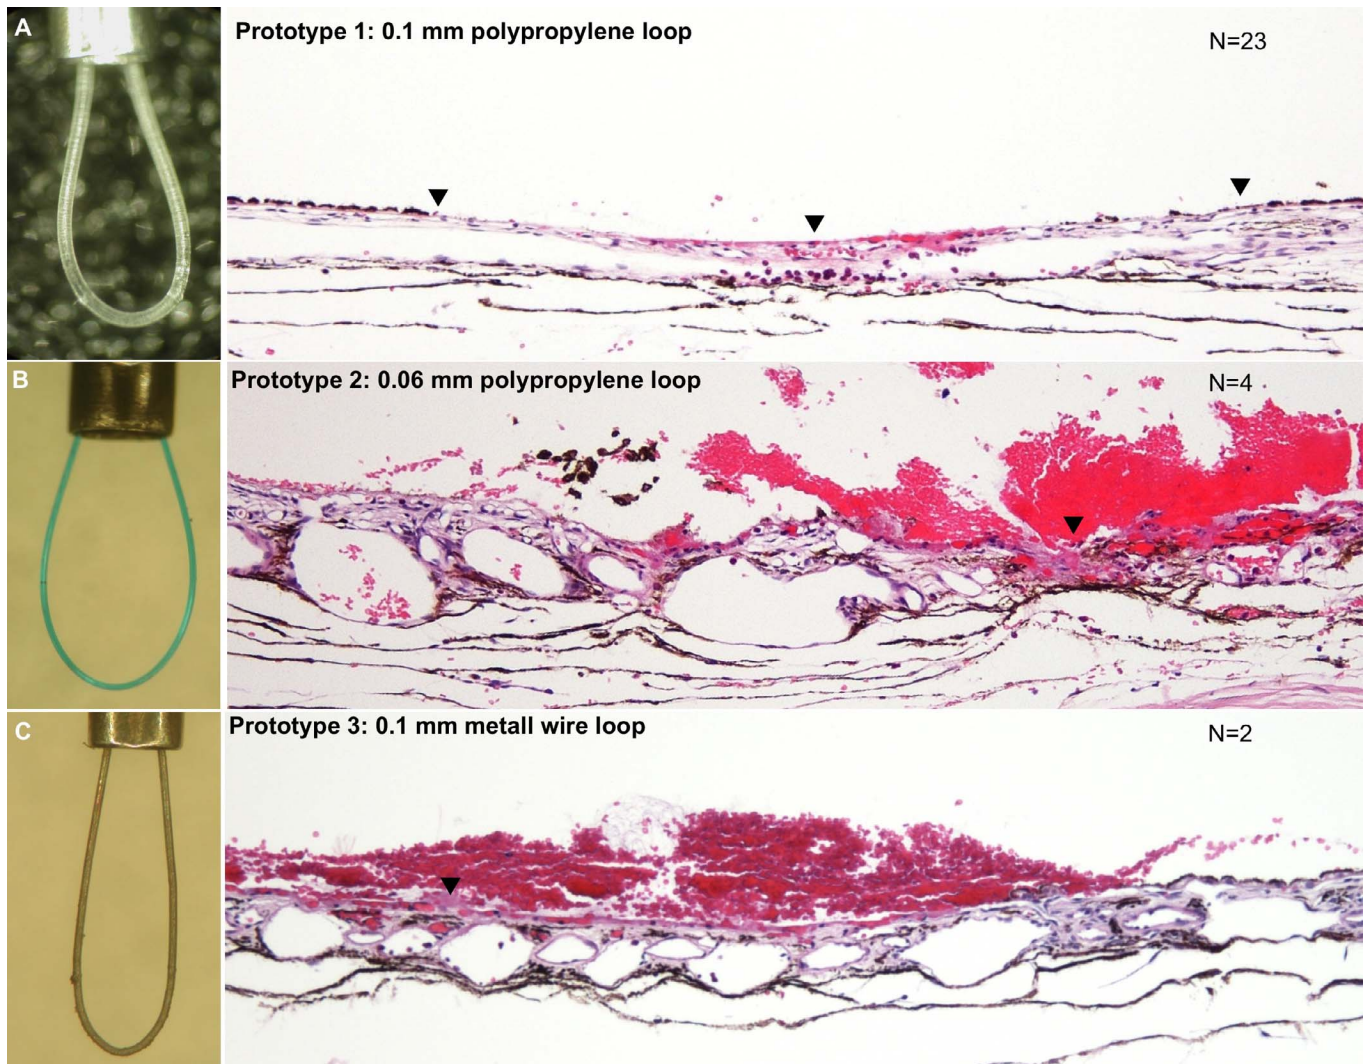 A
Prototype 1: 0.1 mm polypropylene loop
N=23
B
Prototype 2: 0.06 mm polypropylene loop
N=4
C
Prototype 3: 0.1 mm metall wire loop
N=2